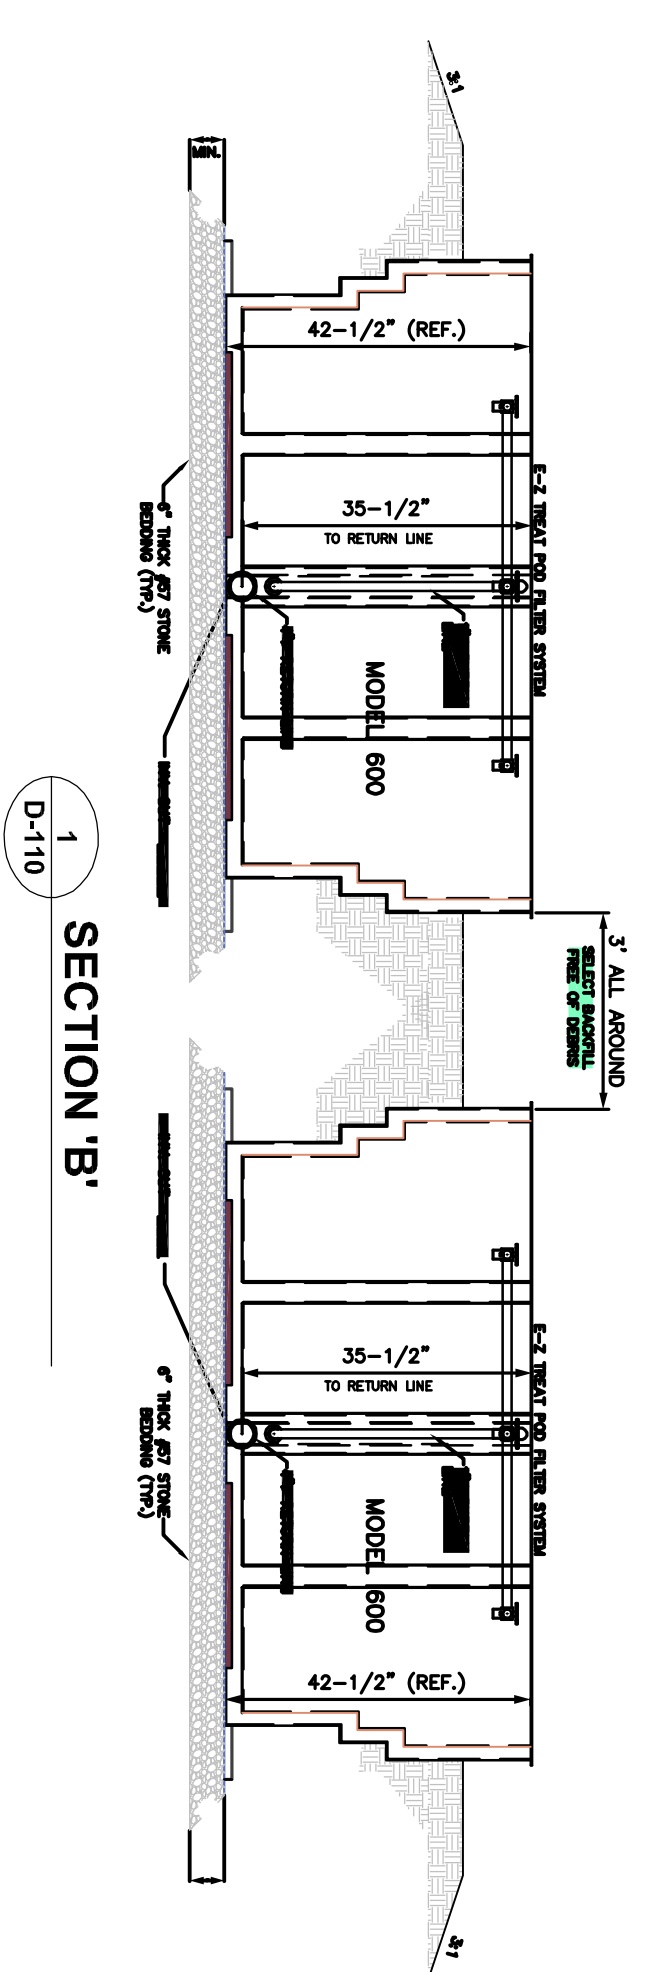 3:1
MIN.
42-1/2" (REF.)
35-1/2"
TO RETURN LINE
E-Z TREAT POD FILTER SYSTEM
MODEL 600
6" THICK #57 STONE
BEDDING (TYP.)
3' ALL AROUND
SELECT BACKFILL
FREE OF DEBRIS
35-1/2"
TO RETURN LINE
E-Z TREAT POD FILTER SYSTEM
MODEL 600
42-1/2" (REF.)
6" THICK #57 STONE
BEDDING (TYP.)
3:1
1
D-110
SECTION 'B'